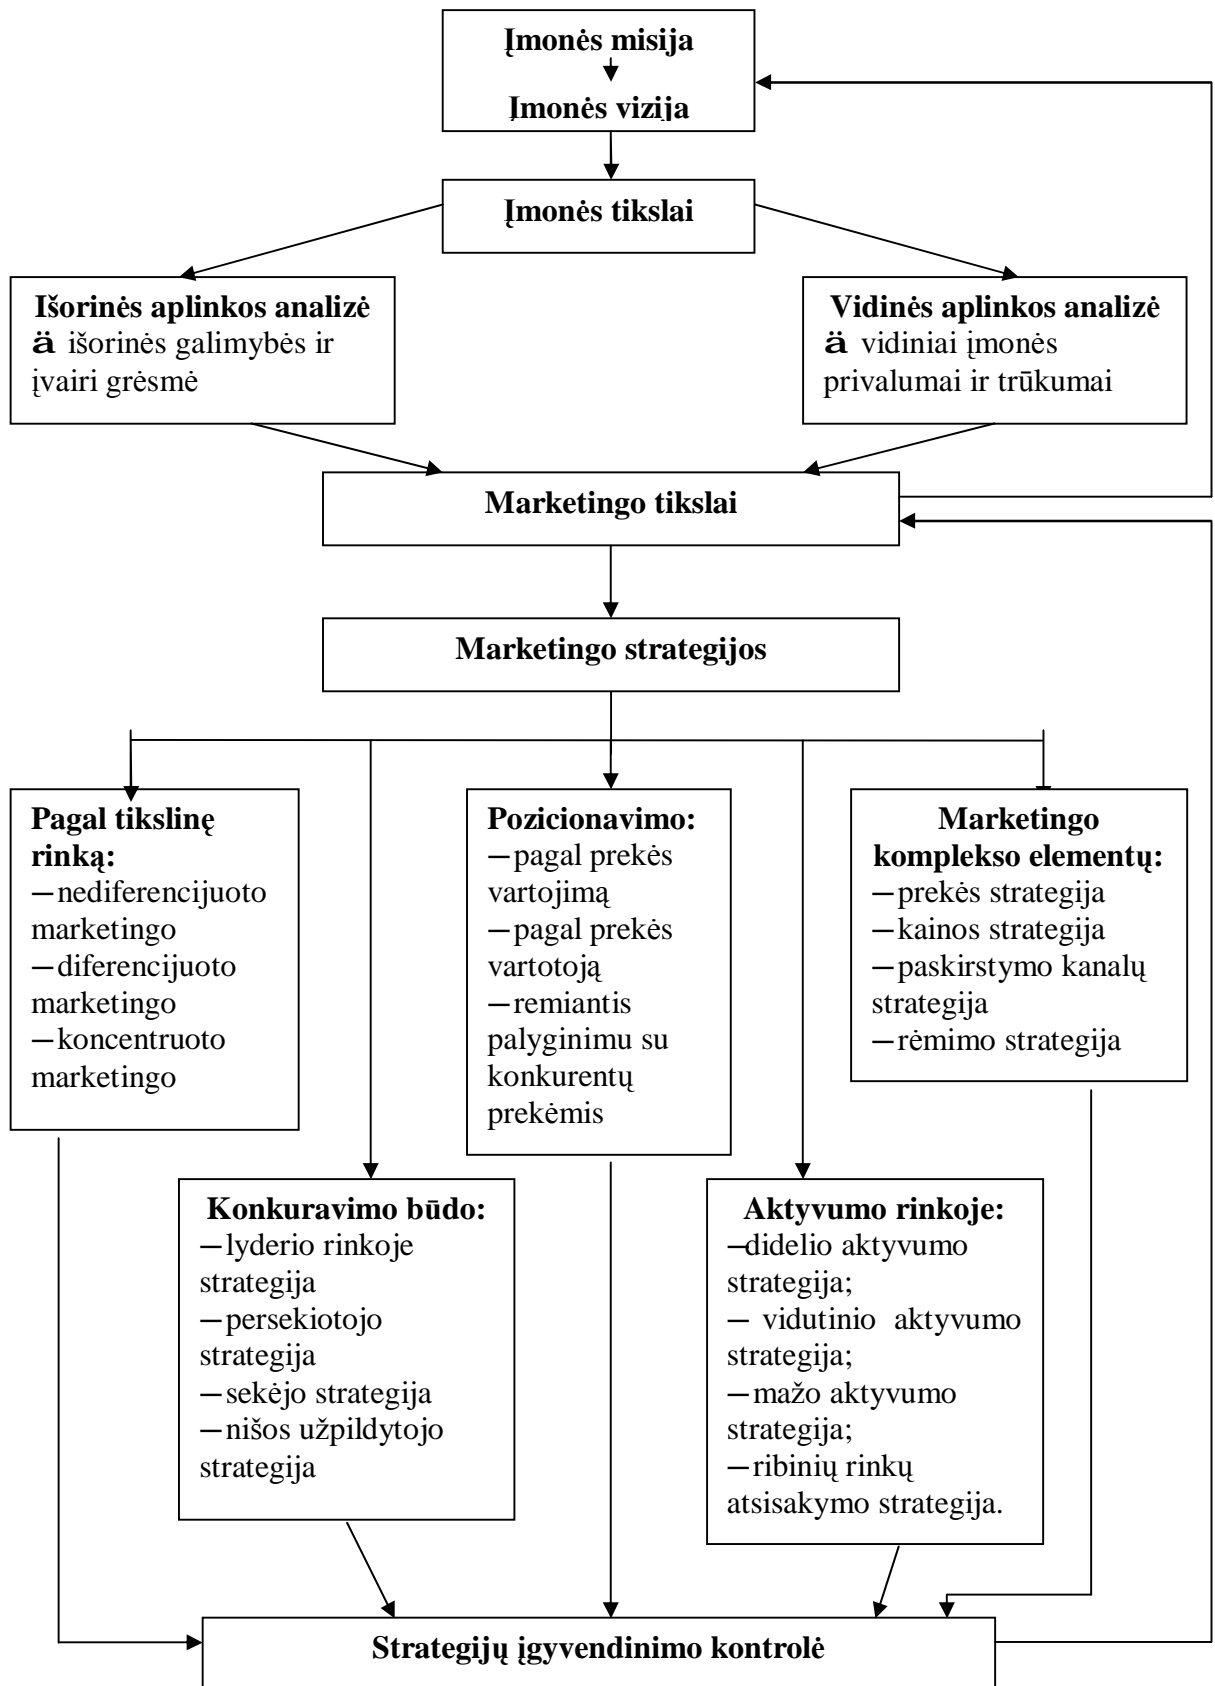 Įmonės misija
Įmonės vizija
Įmonės tikslai
Išorinės aplinkos analizė
ä išorinės galimybės ir
įvairi grėsmė
Vidinės aplinkos analizė
ä vidiniai įmonės
privalumai ir trūkumai
Marketingo tikslai
Marketingo strategijos
Pagal tikslinę
rinką:
– nediferencijuoto
marketingo
– diferencijuoto
marketingo
– koncentruoto
marketingo
Pozicionavimo:
– pagal prekės
vartojimą
– pagal prekės
vartotoją
– remiantis
palyginimu su
konkurentų
prekėmis
Marketingo
komplekso elementų:
– prekės strategija
– kainos strategija
– paskirstymo kanalų
strategija
– rėmimo strategija
Konkuravimo būdo:
– lyderio rinkoje
strategija
– persekiotojo
strategija
– sekėjo strategija
– nišos užpildytojo
strategija
Aktyvumo rinkoje:
–didelio aktyvumo
strategija;
– vidutinio aktyvumo
strategija;
– mažo aktyvumo
strategija;
– ribinių rinkų
atsisakymo strategija.
Strategijų įgyvendinimo kontrolė